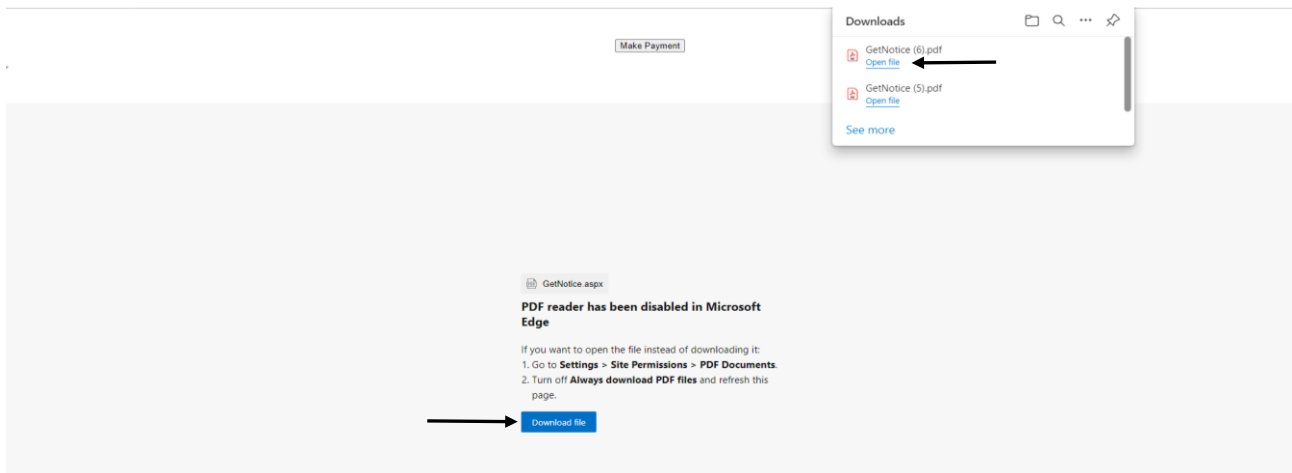 Make Payment
Downloads
GetNotice (6).pdf
Open file
GetNotice (5).pdf
Open file
See more
GetNotice.aspx
PDF reader has been disabled in Microsoft
Edge
If you want to open the file instead of downloading it:
1. Go to Settings > Site Permissions > PDF Documents.
2. Turn off Always download PDF files and refresh this
page.
Download file